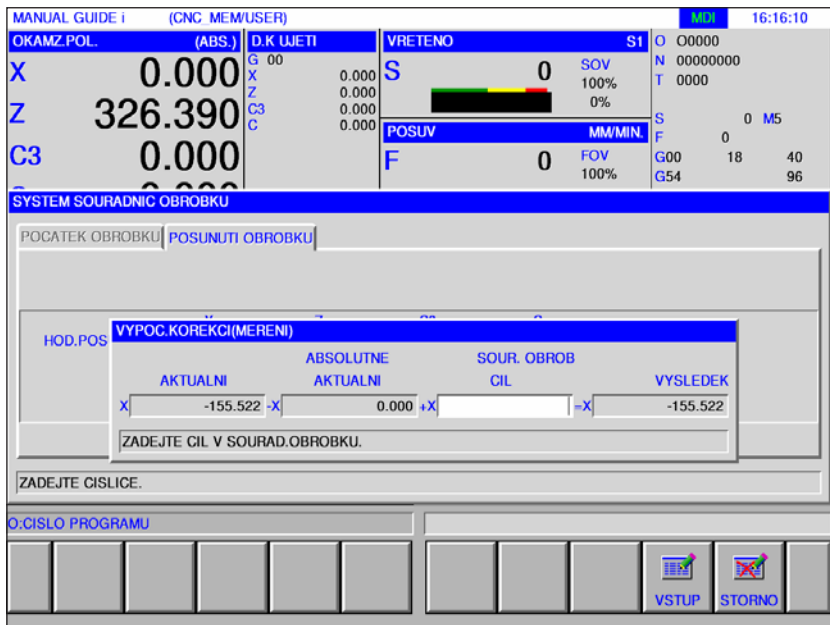 MANUAL GUIDE i (CNC_MEM/USER) MDI 16:16:10
OKAMZ.POL. (ABS.)
X 0.000
Z 326.390
C3 0.000
D.K UJETI
G 00
X 0.000
Z 0.000
C3 0.000
C 0.000
VRETENO S1
S 0 SOV
100%
0%
POSUV MM/MIN.
F 0 FOV
100%
O O0000
N 00000000
T 0000
S 0 M5
F 0
G00 18 40
G54 96
SYSTEM SOURADNIC OBROBKU
POCATEK OBROBKU POSUNUTI OBROBKU
HOD.POS
VYPOC.KOREKCI(MERENI)
ABSOLUTNE SOUR. OBROB
AKTUALNI AKTUALNI CIL VYSLEDEK
X -155.522 -X 0.000 +X =X -155.522
ZADEJTE CIL V SOURAD.OBROBKU.
ZADEJTE CISLICE.
O:CISLO PROGRAMU
VSTUP STORNO